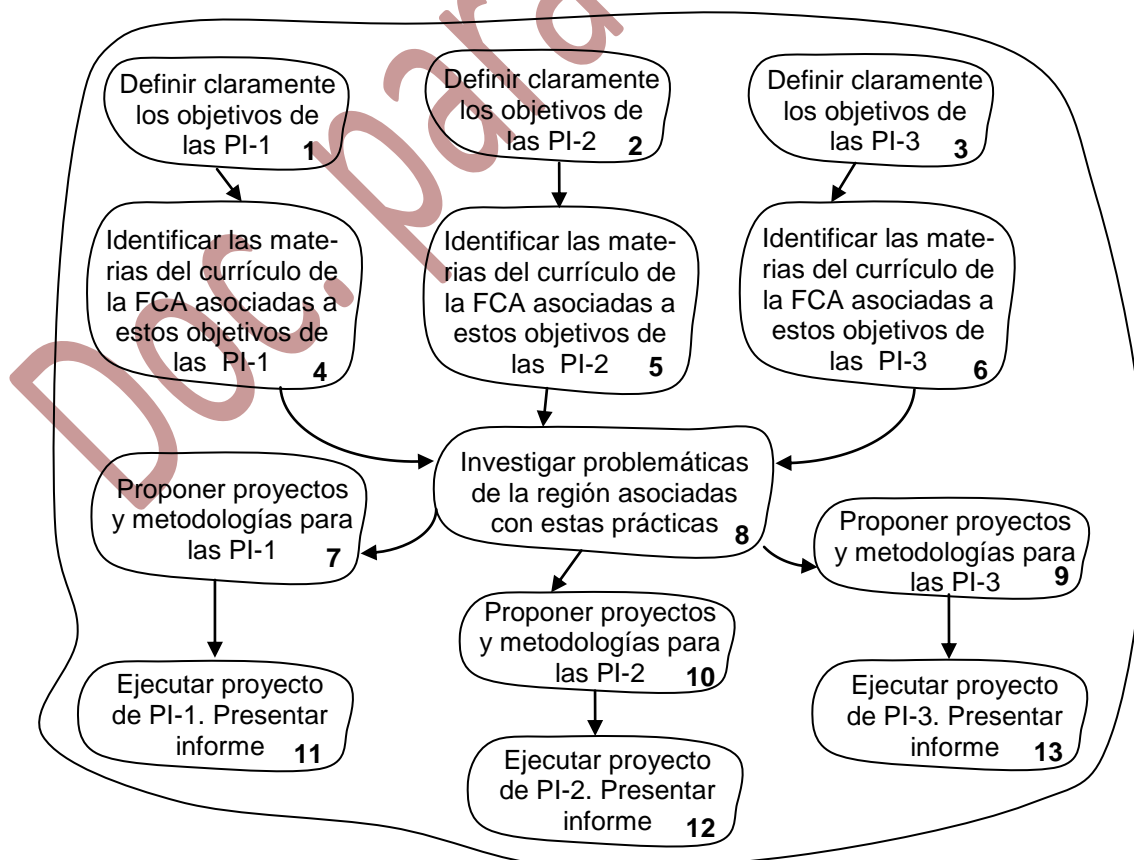 Definir claramente
los objetivos de
las PI-1 1
Definir claramente
los objetivos de
las PI-2 2
Definir claramente
los objetivos de
las PI-3 3
Identificar las mate-
rias del currículo de
la FCA asociadas a
estos objetivos de
las PI-1 4
Identificar las mate-
rias del currículo de
la FCA asociadas a
estos objetivos de
las PI-2 5
Identificar las mate-
rias del currículo de
la FCA asociadas a
estos objetivos de
las PI-3 6
Proponer proyectos
y metodologías para
las PI-1 7
Investigar problemáticas
de la región asociadas
con estas prácticas 8
Proponer proyectos
y metodologías para
las PI-3 9
Proponer proyectos
y metodologías para
las PI-2 10
Ejecutar proyecto
de PI-1. Presentar
informe 11
Ejecutar proyecto
de PI-2. Presentar
informe 12
Ejecutar proyecto
de PI-3. Presentar
informe 13
Doc. para